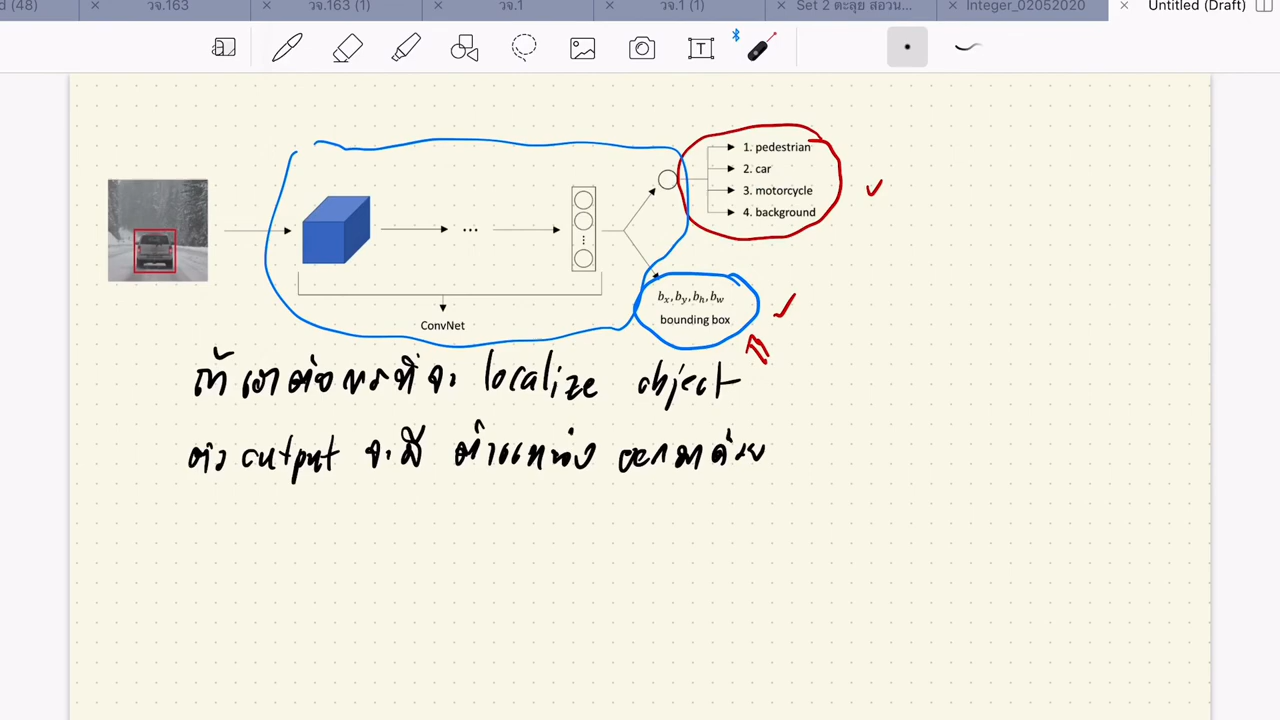 d (48)
วจ.163
วจ.163 (1)
วจ.1
วจ.1 (1)
Set 2 ตะลุย สอวน...
Integer_02052020
Untitled (Draft)
T
1. pedestrian
2. car
3. motorcycle
4. background
...
bx, by, bh, bw
bounding box
ConvNet
ถ้าเราต้องการที่จะ localize object
ตัว output จะมี ตำแหน่ง ออกมาด้วย